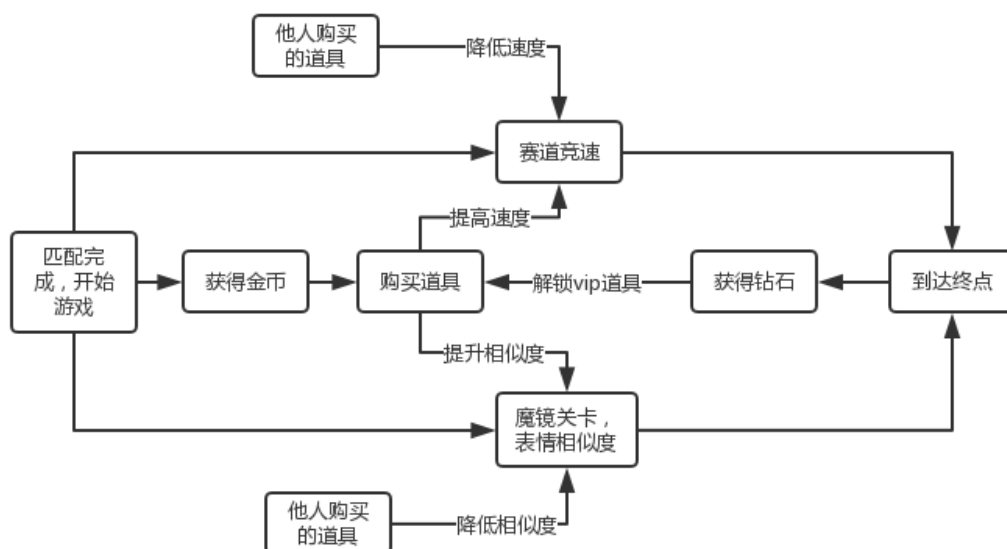 他人购买
的道具
降低速度
赛道竞速
提高速度
匹配完
成，开始
游戏
获得金币
购买道具
解锁vip道具
获得钻石
到达终点
提升相似度
魔镜关卡，
表情相似度
他人购买
的道具
降低相似度